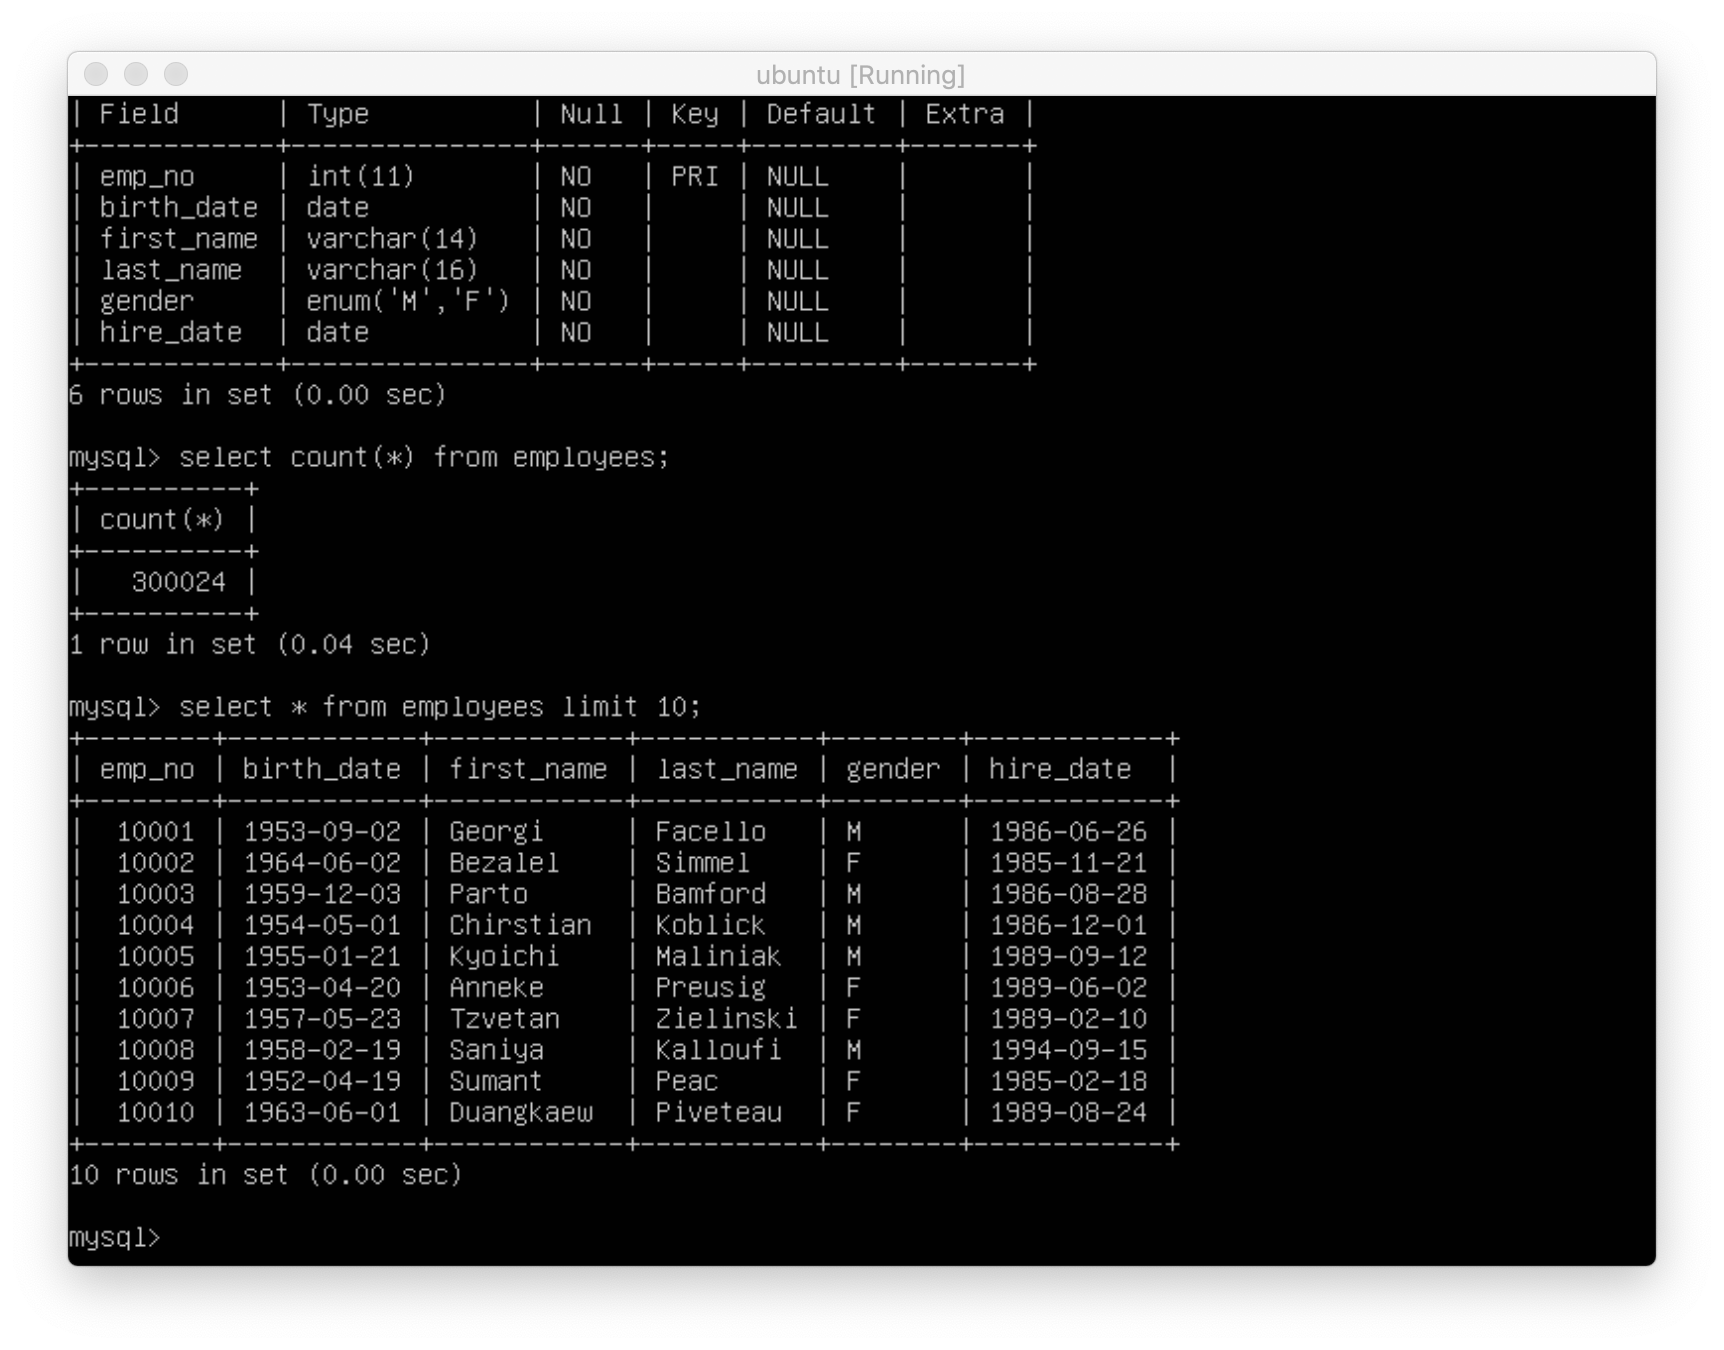 ubuntu [Running]
| Field      | Type          | Null | Key | Default | Extra |
+------------+---------------+------+-----+---------+-------+
| emp_no     | int(11)       | NO   | PRI | NULL    |       |
| birth_date | date          | NO   |     | NULL    |       |
| first_name | varchar(14)   | NO   |     | NULL    |       |
| last_name  | varchar(16)   | NO   |     | NULL    |       |
| gender     | enum('M','F') | NO   |     | NULL    |       |
| hire_date  | date          | NO   |     | NULL    |       |
+------------+---------------+------+-----+---------+-------+
6 rows in set (0.00 sec)
mysql> select count(*) from employees;
+----------+
| count(*) |
+----------+
|   300024 |
+----------+
1 row in set (0.04 sec)
mysql> select * from employees limit 10;
+--------+------------+------------+-----------+--------+------------+
| emp_no | birth_date | first_name | last_name | gender | hire_date  |
+--------+------------+------------+-----------+--------+------------+
|  10001 | 1953-09-02 | Georgi     | Facello   | M      | 1986-06-26 |
|  10002 | 1964-06-02 | Bezalel    | Simmel    | F      | 1985-11-21 |
|  10003 | 1959-12-03 | Parto      | Bamford   | M      | 1986-08-28 |
|  10004 | 1954-05-01 | Chirstian  | Koblick   | M      | 1986-12-01 |
|  10005 | 1955-01-21 | Kyoichi    | Maliniak  | M      | 1989-09-12 |
|  10006 | 1953-04-20 | Anneke     | Preusig   | F      | 1989-06-02 |
|  10007 | 1957-05-23 | Tzvetan    | Zielinski | F      | 1989-02-10 |
|  10008 | 1958-02-19 | Saniya     | Kalloufi  | M      | 1994-09-15 |
|  10009 | 1952-04-19 | Sumant     | Peac      | F      | 1985-02-18 |
|  10010 | 1963-06-01 | Duangkaew  | Piveteau  | F      | 1989-08-24 |
+--------+------------+------------+-----------+--------+------------+
10 rows in set (0.00 sec)
mysql>